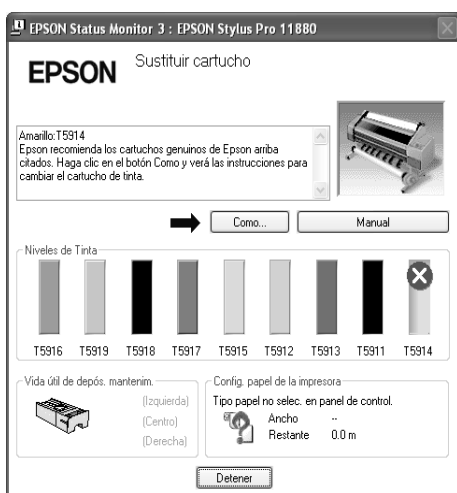 EPSON Status Monitor 3 : EPSON Stylus Pro 11880
EPSON
Sustituir cartucho
Amarillo:T5914
Epson recomienda los cartuchos genuinos de Epson arriba
citados. Haga clic en el botón Como y verá las instrucciones para
cambiar el cartucho de tinta.
Como...
Manual
Niveles de Tinta
T5916 T5919 T5918 T5917 T5915 T5912 T5913 T5911 T5914
Vida útil de depós. mantenim.
(Izquierda)
(Centro)
(Derecha)
Config. papel de la impresora
Tipo papel no selec. en panel de control.
Ancho --
Restante 0.0 m
Detener